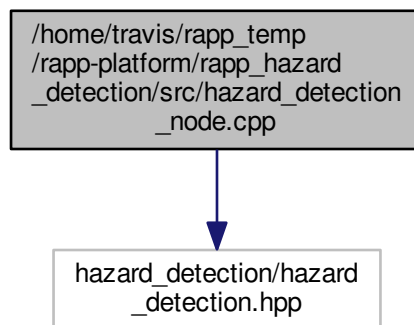 /home/travis/rapp_temp
/rapp-platform/rapp_hazard
_detection/src/hazard_detection
_node.cpp
hazard_detection/hazard
_detection.hpp